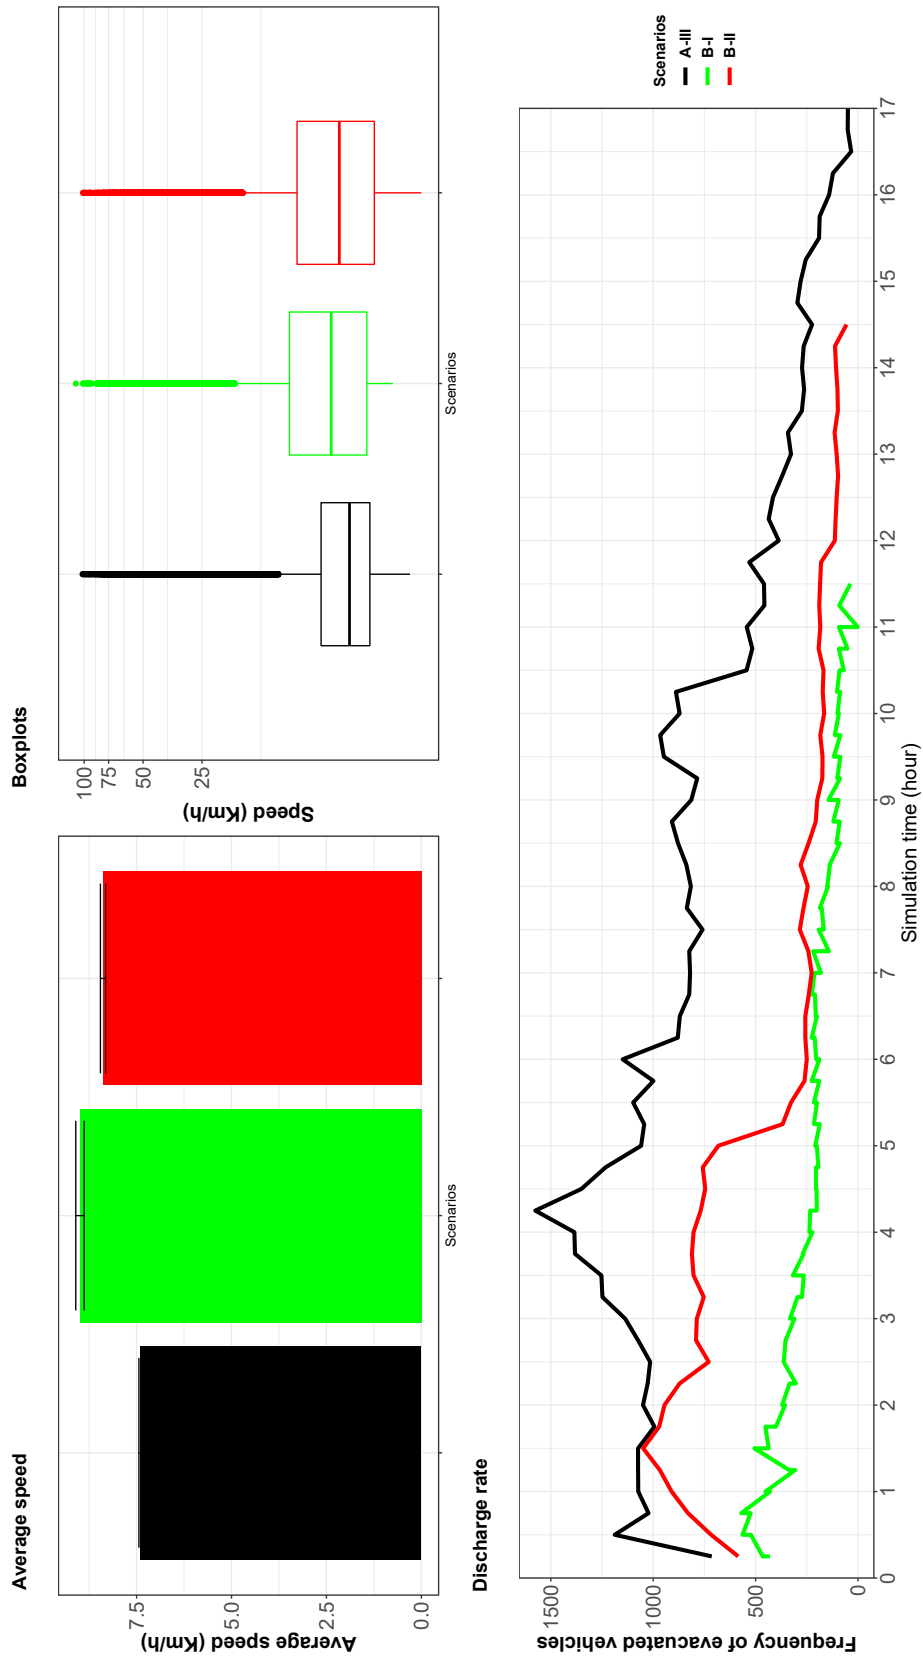 Average speed
Average speed (Km/h)
7.5
5.0
2.5
0.0
Scenarios
Boxplots
Speed (Km/h)
100
75
50
25
Scenarios
Discharge rate
Frequency of evacuated vehicles
1500
1000
500
0
0 1 2 3 4 5 6 7 8 9 10 11 12 13 14 15 16 17
Simulation time (hour)
Scenarios
A-III
B-I
B-II